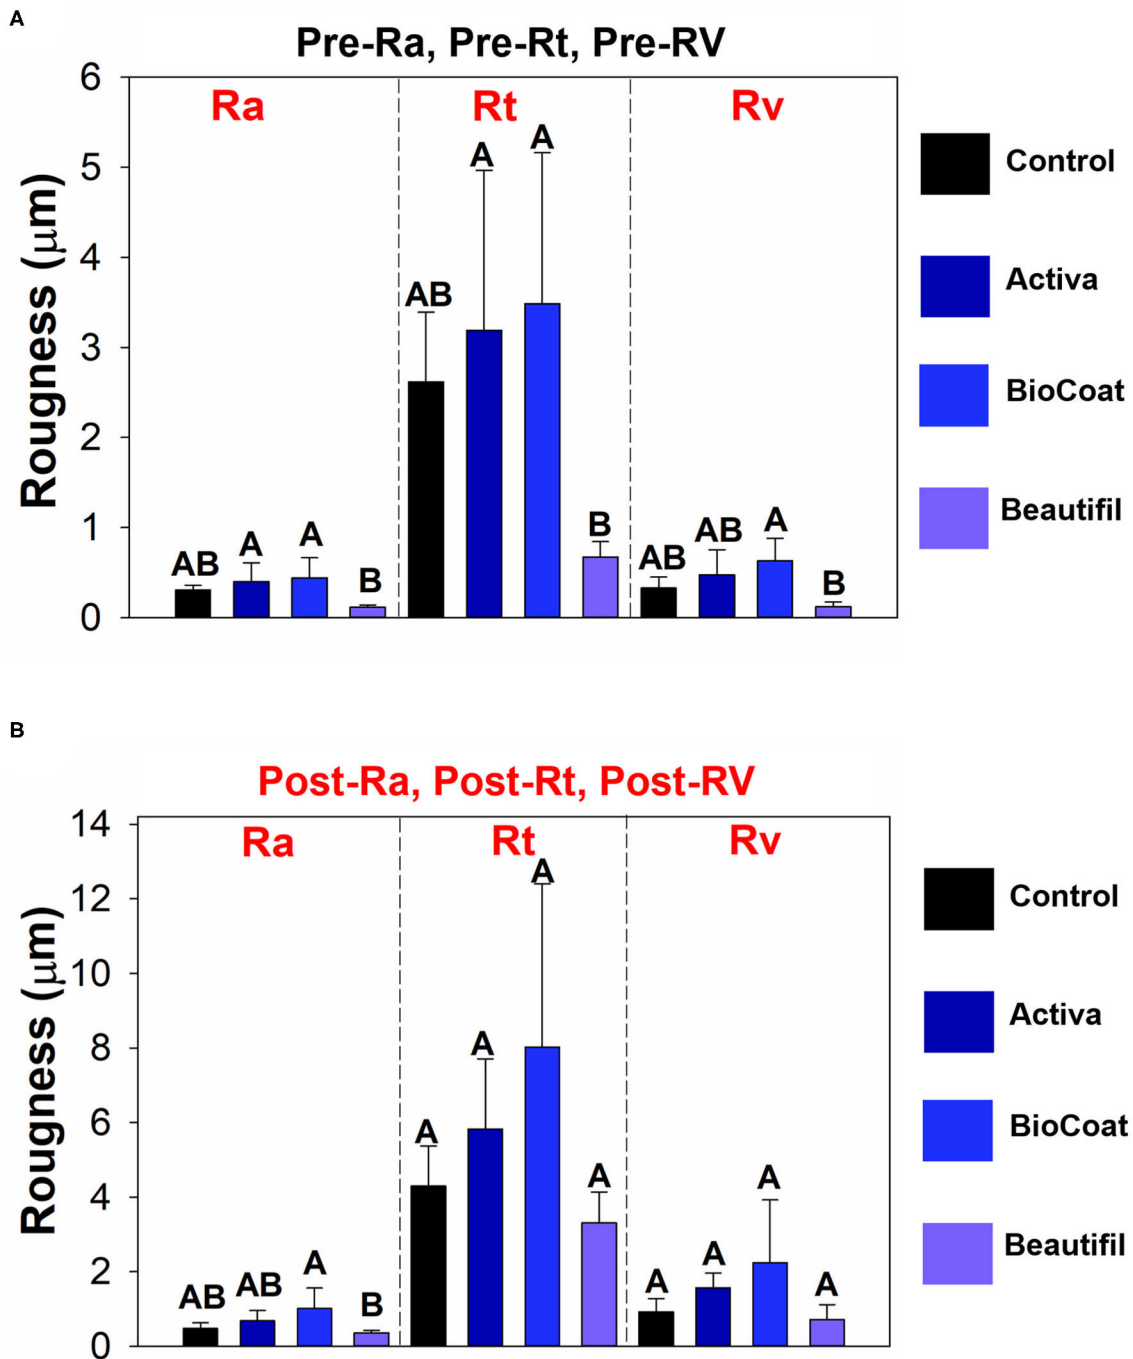 A
Pre-Ra, Pre-Rt, Pre-RV
Rougness (μm)
6
5
4
3
2
1
0
Ra
Rt
Rv
AB
A
A
B
AB
A
A
B
AB
AB
A
B
Control
Activa
BioCoat
Beautifil
B
Post-Ra, Post-Rt, Post-RV
Rougness (μm)
14
12
10
8
6
4
2
0
Ra
Rt
Rv
AB
AB
A
B
A
A
A
A
A
A
A
A
Control
Activa
BioCoat
Beautifil